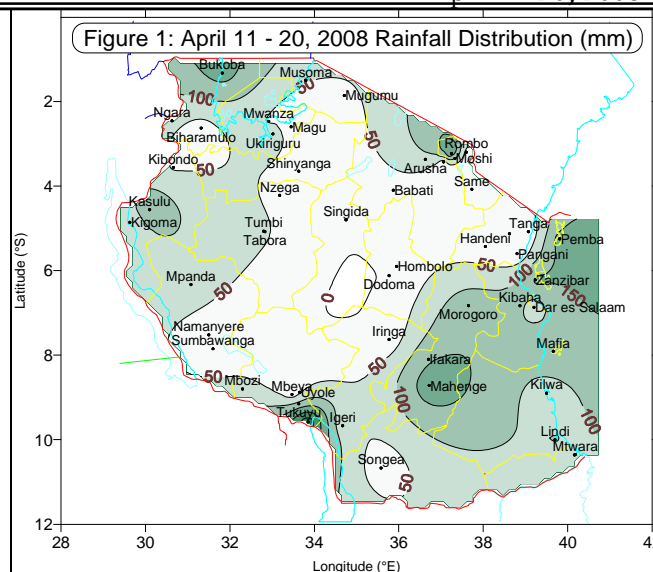 Figure 1: April 11 - 20, 2008 Rainfall Distribution (mm)
Bukoba
Musoma
100
50
Mugumu
2
Ngara
Mwanza
Magu
Biharamulo
Ukiriguru
50
Rombo
Moshi
Kibondo
50
Shinyanga
Arusha
4
Kasulu
Nzega
Babati
Same
Kigoma
Singida
Tumbi
Tabora
Handeni
Tanga
Pemba
Pangani
Latitude (°S)
6
Mpanda
50
0
Hombolo
Dodoma
50
100
Zanzibar
150
Kibaha
Dar es Salaam
Morogoro
Namanyere
Sumbawanga
Iringa
Mafia
8
50
Ifakara
50
Mbozi
Mbeya
Uyole
Mahenge
Kilwa
100
100
Tukuyu
Igeri
10
Songea
50
Lindi
Mtwara
12
28
30
32
34
36
38
40
Longitude (°E)